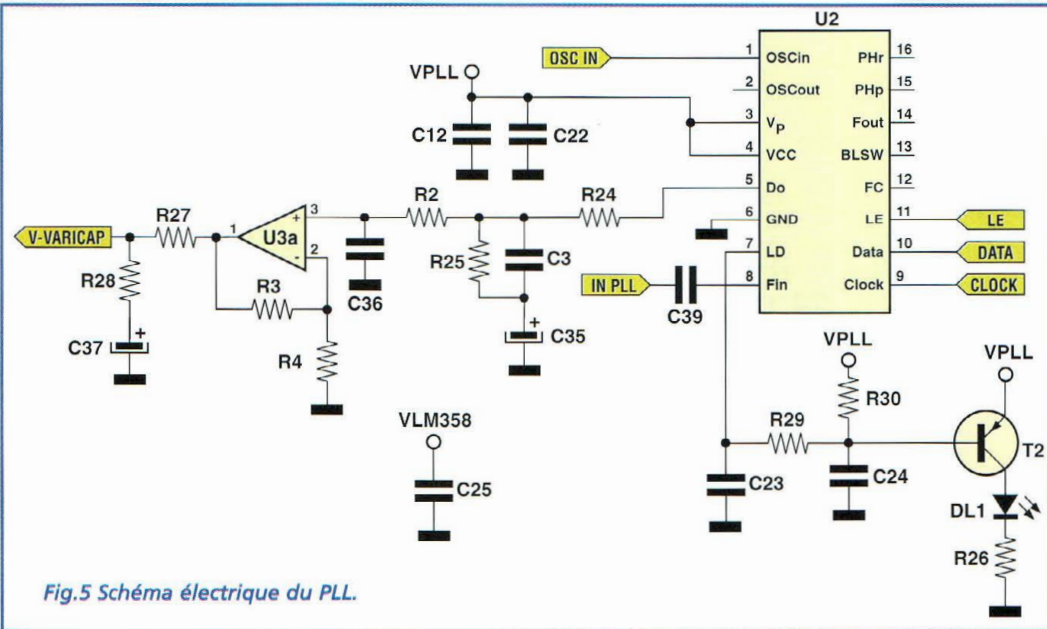 U2
OSC IN
1 OSCin PHr 16
VPLL
2 OSCout PHp 15
3 VP Fout 14
C12 C22
4 VCC BLSW 13
R2 R24
5 Do FC 12
R27
6 GND LE 11 LE
V-VARICAP
1 U3a + 3
- 2
R25 C3
7 LD Data 10 DATA
R28
R3
C36
IN PLL
8 Fin Clock 9 CLOCK
C39
+
C37
+
C35
R4
VPLL
VPLL
R30
VLM358
R29
T2
C25
C23
C24
DL1
R26
Fig.5 Schéma électrique du PLL.